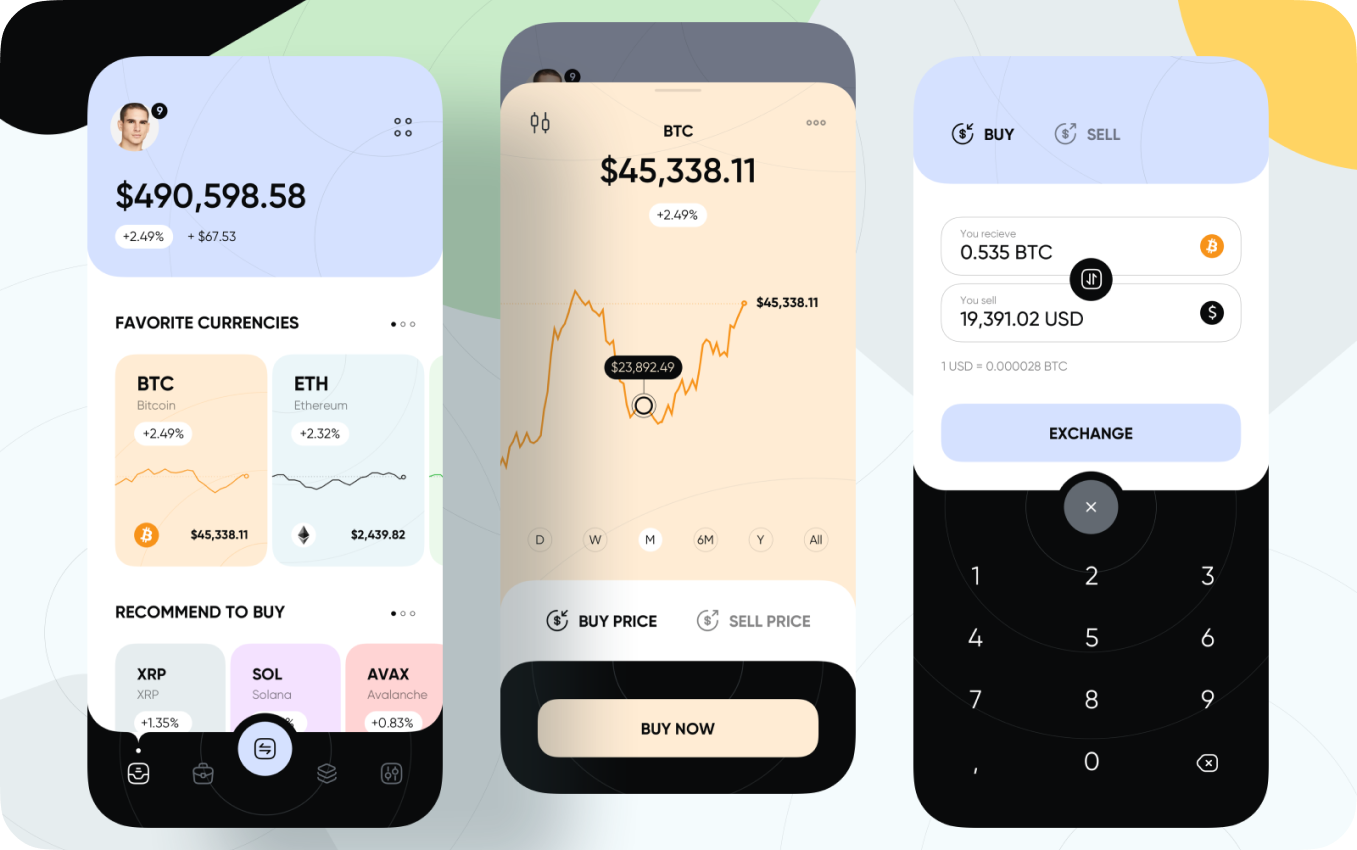 9
$490,598.58
+2.49%
+ $67.53
FAVORITE CURRENCIES
BTC
Bitcoin
+2.49%
$45,338.11
ETH
Ethereum
+2.32%
$2,439.82
RECOMMEND TO BUY
XRP
XRP
+1.35%
SOL
Solana
%
AVAX
Avalanche
+0.83%
9
BTC
$45,338.11
+2.49%
$45,338.11
$23,892.49
D W M 6M Y All
BUY PRICE SELL PRICE
BUY NOW
BUY SELL
You recieve
0.535 BTC
You sell
19,391.02 USD
1 USD = 0.000028 BTC
EXCHANGE
1 2 3
4 5 6
7 8 9
, 0